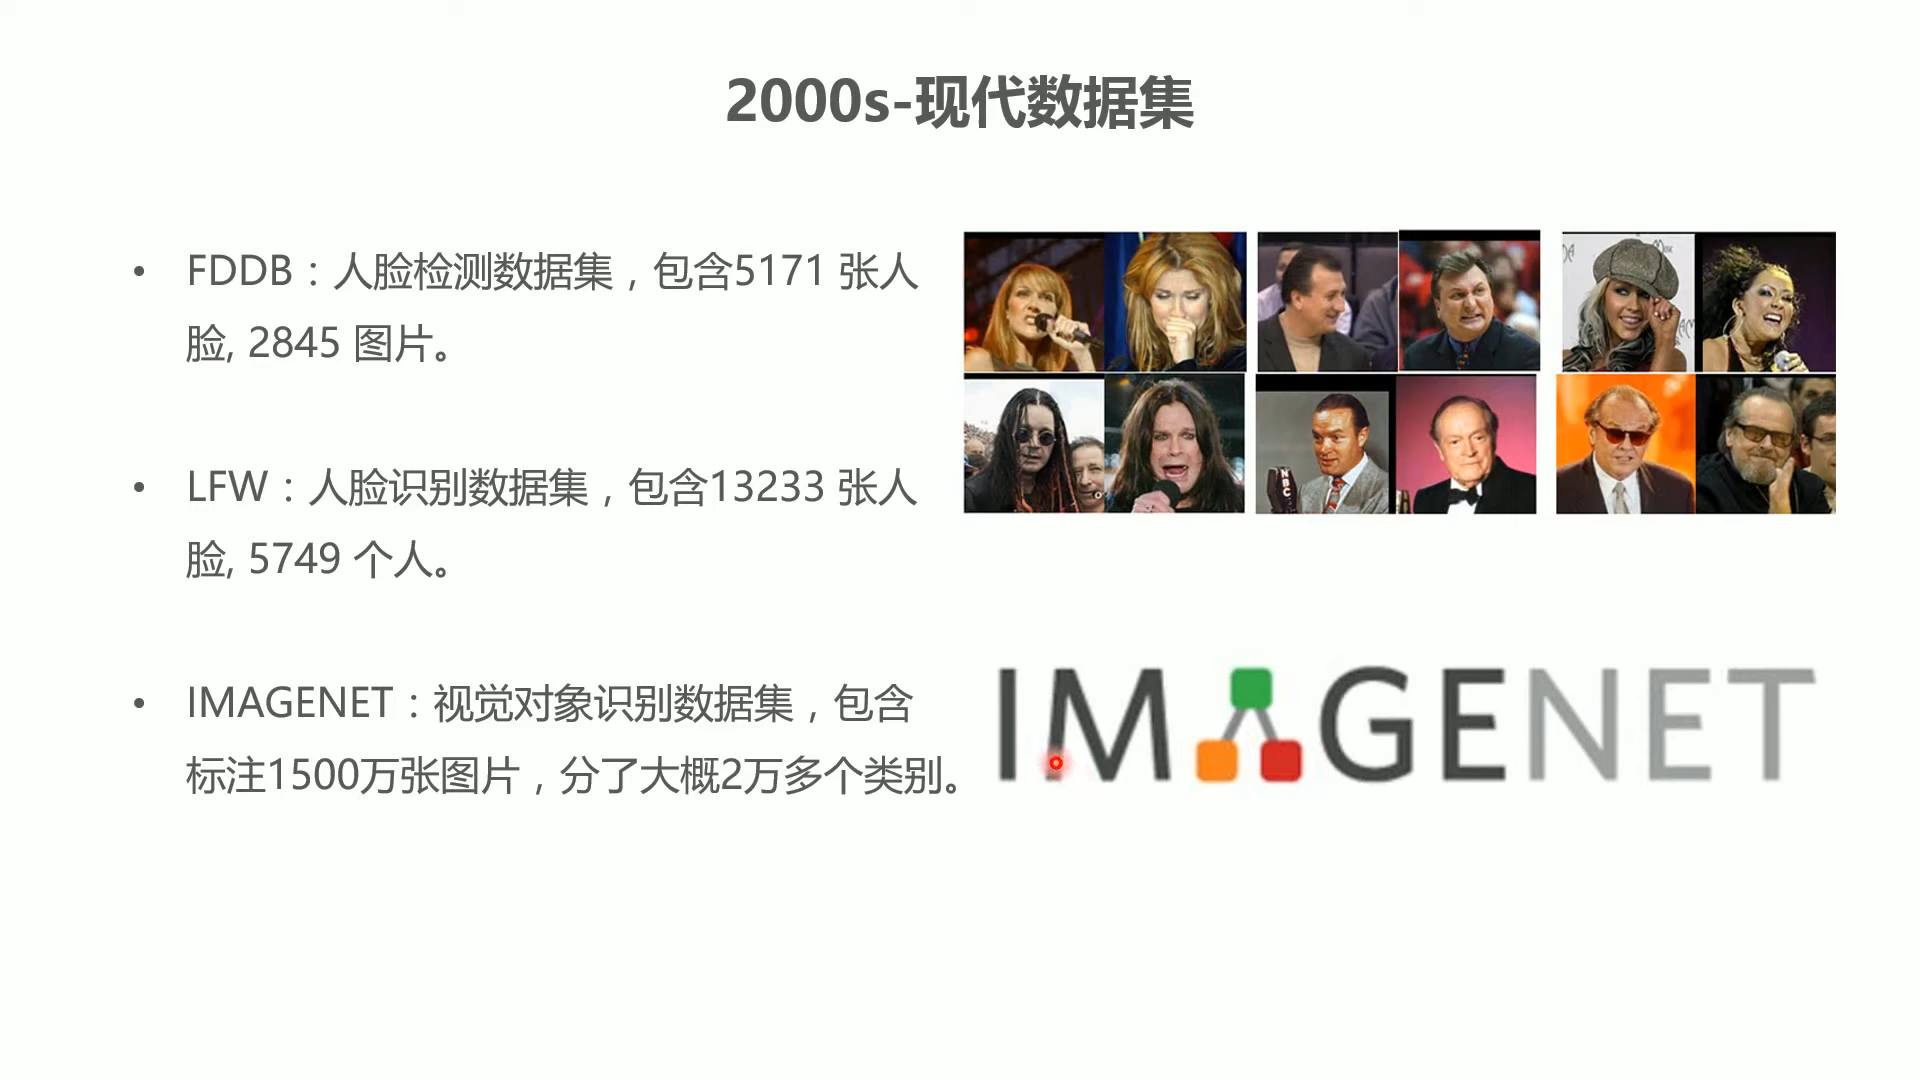 2000s-现代数据集
• FDDB：人脸检测数据集，包含5171 张人
脸, 2845 图片。
• LFW：人脸识别数据集，包含13233 张人
脸, 5749 个人。
• IMAGENET：视觉对象识别数据集，包含
标注1500万张图片，分了大概2万多个类别。
NBC
IMAGENET